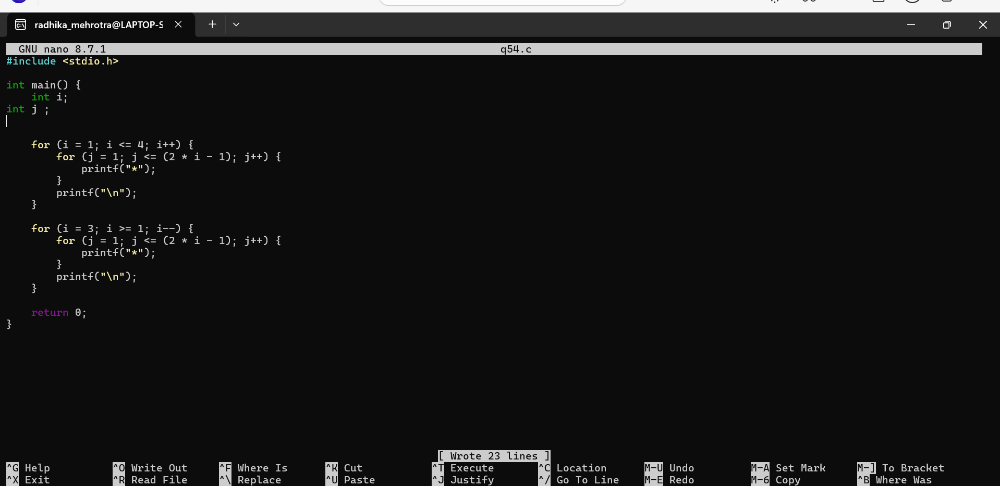 radhika_mehrotra@LAPTOP-S
GNU nano 8.7.1 q54.c
#include <stdio.h>
int main() {
    int i;
int j ;
    for (i = 1; i <= 4; i++) {
        for (j = 1; j <= (2 * i - 1); j++) {
            printf("*");
        }
        printf("\n");
    }
    for (i = 3; i >= 1; i--) {
        for (j = 1; j <= (2 * i - 1); j++) {
            printf("*");
        }
        printf("\n");
    }
    return 0;
}
[ Wrote 23 lines ]
^G Help ^O Write Out ^F Where Is ^K Cut ^T Execute ^C Location M-U Undo M-A Set Mark M-] To Bracket
^X Exit ^R Read File ^\ Replace ^U Paste ^J Justify ^/ Go To Line M-E Redo M-6 Copy ^B Where Was